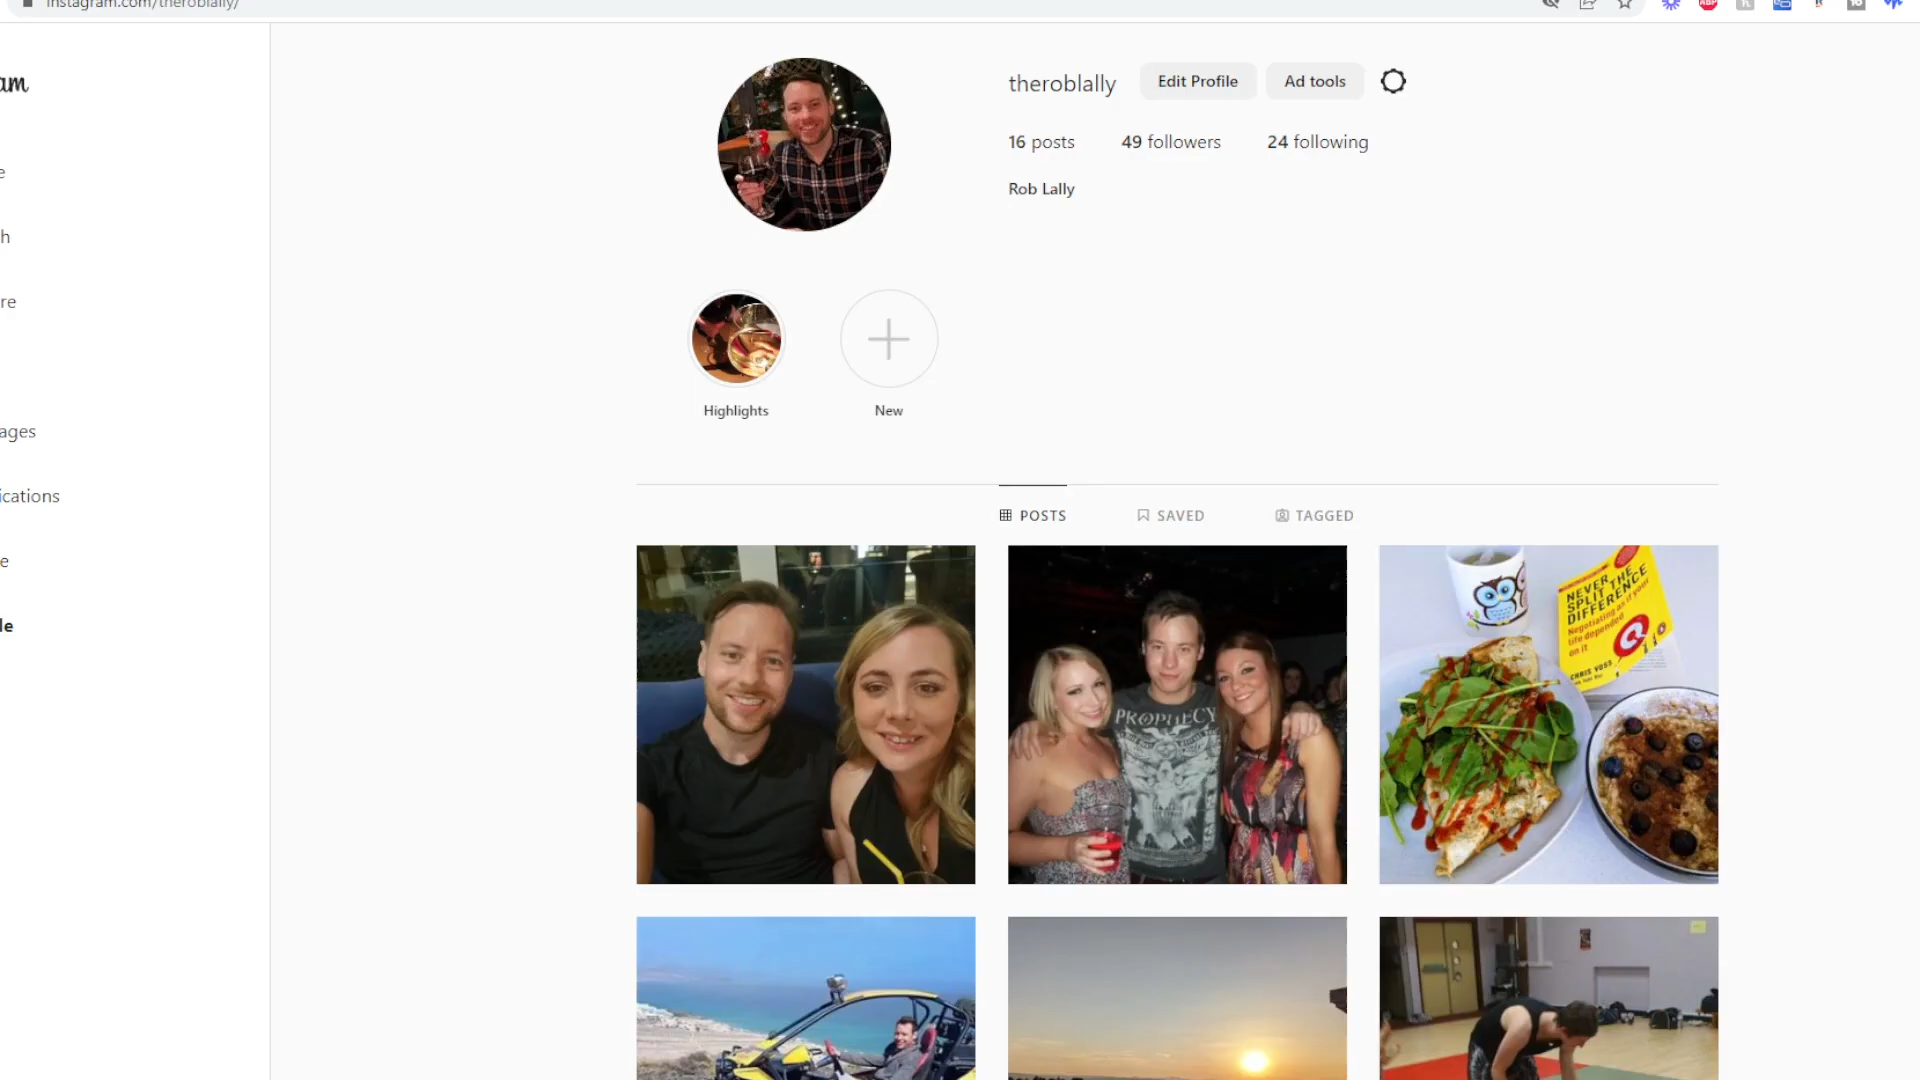 instagram.com/theroblally/
am
theroblally
Edit Profile
Ad tools
16 posts
49 followers
24 following
e
Rob Lally
h
re
Highlights
New
ages
ications
POSTS
SAVED
TAGGED
e
le
NEVER
SPLIT THE
DIFFERENCE
Negotiating as if your
life depended
on it
CHRIS VOSS
PROPHECY